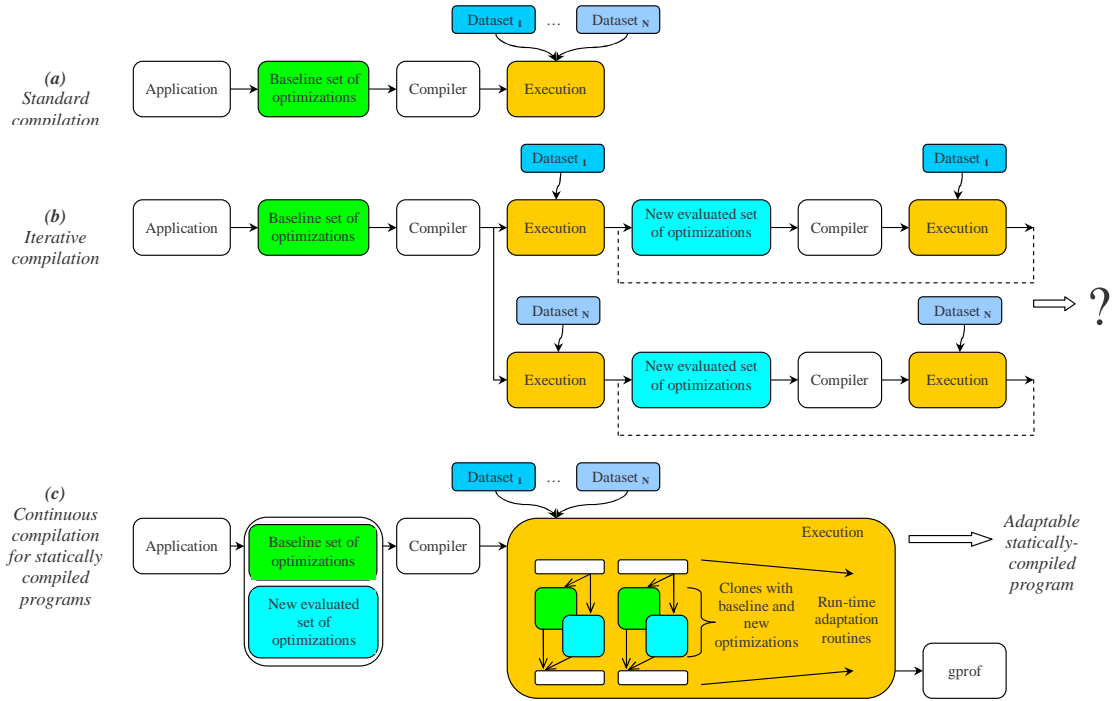 Dataset 1 … Dataset N
(a)
Standard
compilation
Application
Baseline set of
optimizations
Compiler
Execution
Dataset 1
Dataset 1
(b)
Iterative
compilation
Application
Baseline set of
optimizations
Compiler
Execution
New evaluated set
of optimizations
Compiler
Execution
?
Dataset N
Dataset N
Execution
New evaluated set
of optimizations
Compiler
Execution
Dataset 1 … Dataset N
(c)
Continuous
compilation
for statically
compiled
programs
Application
Baseline set of
optimizations
New evaluated
set of
optimizations
Compiler
Execution
Clones with
baseline and
new
optimizations
Run-time
adaptation
routines
Adaptable
statically-
compiled
program
gprof